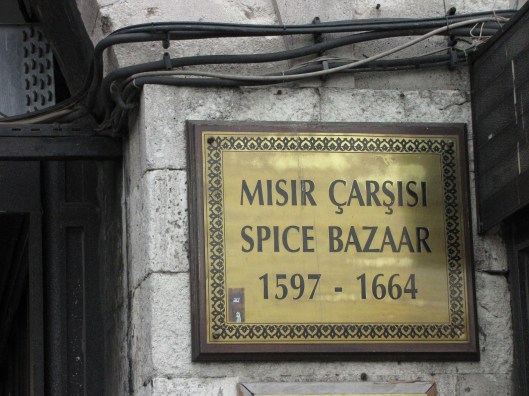 MISIR ÇARŞISI
SPICE BAZAAR
1597 - 1664